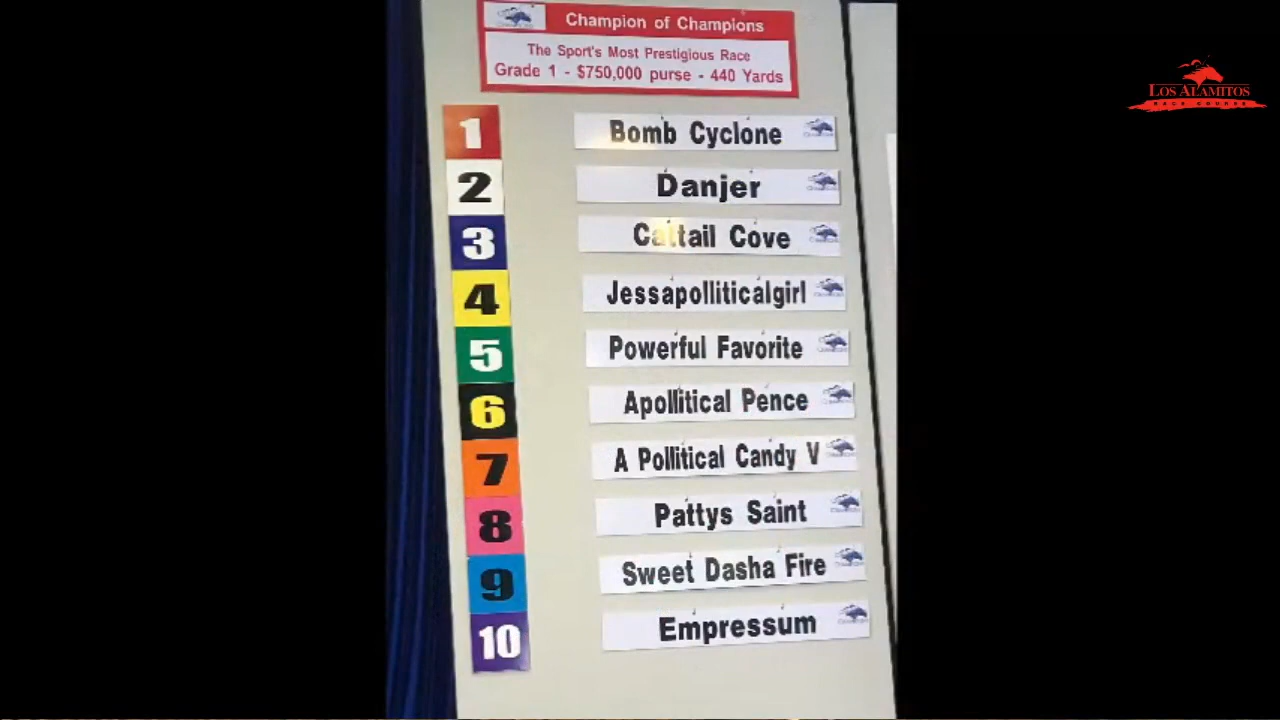 Champion of Champions
The Sport's Most Prestigious Race
Grade 1 - $750,000 purse - 440 Yards
LOS ALAMITOS
RACE COURSE
1 Bomb Cyclone
2 Danjer
3 Cattail Cove
4 Jessapolliticalgirl
5 Powerful Favorite
6 Apollitical Pence
7 A Pollitical Candy V
8 Pattys Saint
9 Sweet Dasha Fire
10 Empressum